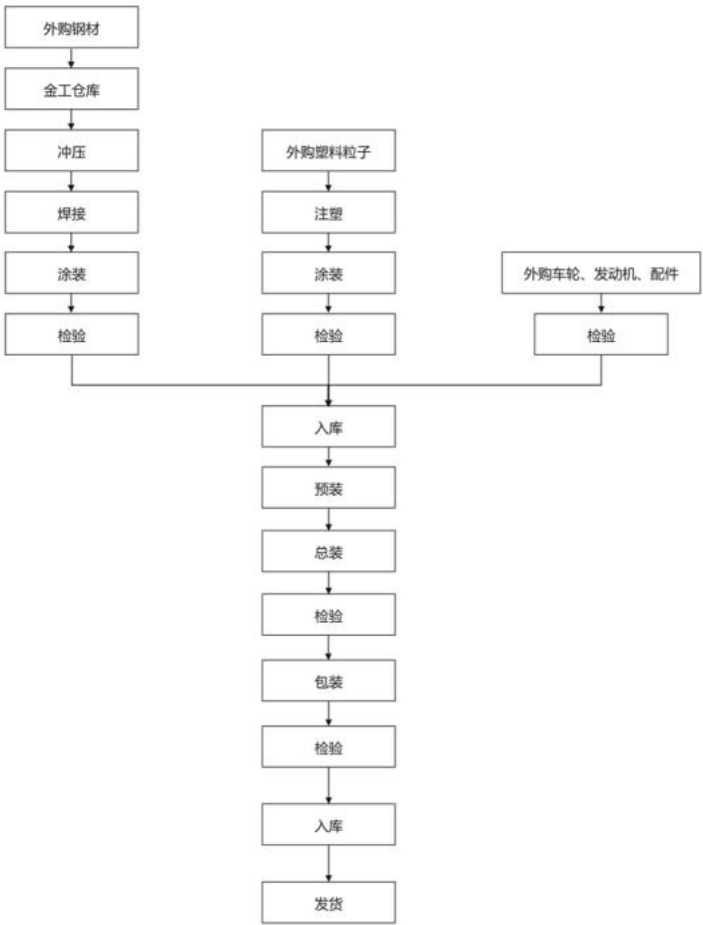 外购钢材
金工仓库
冲压
焊接
涂装
检验
外购塑料粒子
注塑
涂装
检验
外购车轮、发动机、配件
检验
入库
预装
总装
检验
包装
检验
入库
发货